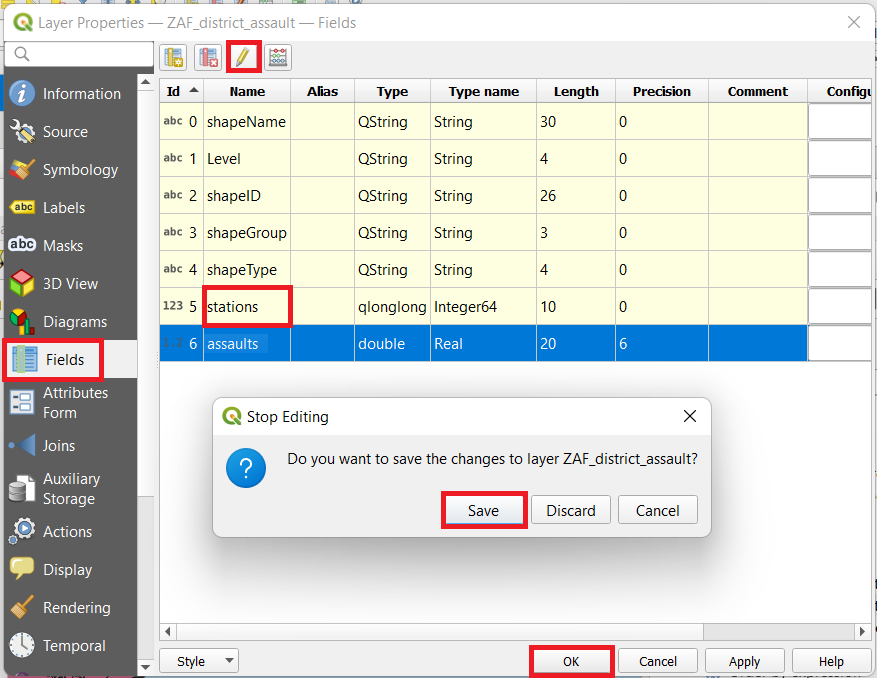 Layer Properties — ZAF_district_assault — Fields
Id Name Alias Type Type name Length Precision Comment Configu
abc 0 shapeName QString String 30 0
abc 1 Level QString String 4 0
abc 2 shapeID QString String 26 0
abc 3 shapeGroup QString String 3 0
abc 4 shapeType QString String 4 0
123 5 stations qlonglong Integer64 10 0
1.2 6 assaults double Real 20 6
Information
Source
Symbology
abc Labels
abc Masks
3D View
Diagrams
Fields
Attributes
Form
Joins
Auxiliary
Storage
Actions
Display
Rendering
Temporal
Stop Editing
Do you want to save the changes to layer ZAF_district_assault?
Save Discard Cancel
Style OK Cancel Apply Help